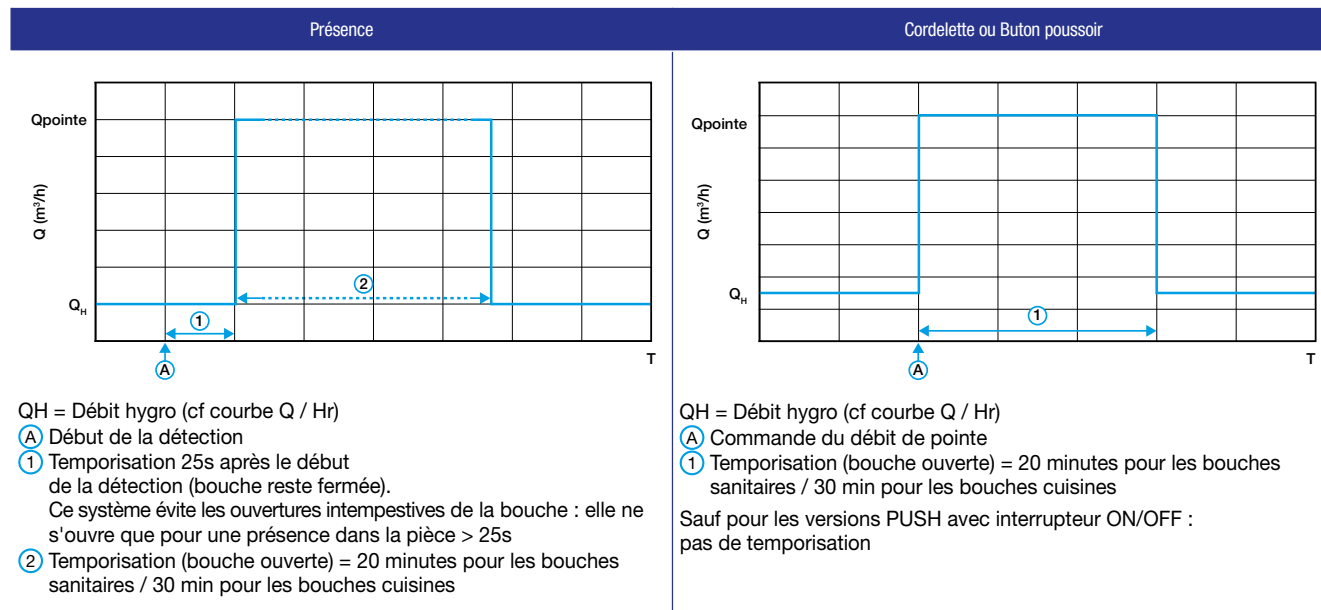 Présence
Qpointe
Q (m³/h)
QH
2
1
A
T
QH = Débit hygro (cf courbe Q / Hr)
A Début de la détection
1 Temporisation 25s après le début
de la détection (bouche reste fermée).
Ce système évite les ouvertures intempestives de la bouche : elle ne
s'ouvre que pour une présence dans la pièce > 25s
2 Temporisation (bouche ouverte) = 20 minutes pour les bouches
sanitaires / 30 min pour les bouches cuisines
Cordelette ou Buton poussoir
Qpointe
Q (m³/h)
QH
1
A
T
QH = Débit hygro (cf courbe Q / Hr)
A Commande du débit de pointe
1 Temporisation (bouche ouverte) = 20 minutes pour les bouches
sanitaires / 30 min pour les bouches cuisines
Sauf pour les versions PUSH avec interrupteur ON/OFF :
pas de temporisation